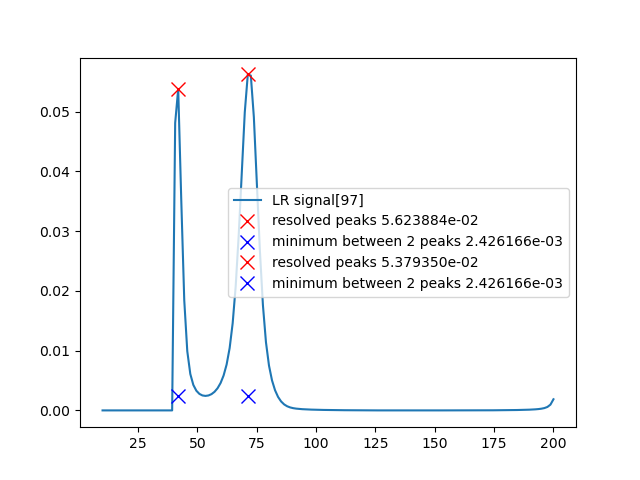 0.05
0.04
0.03
0.02
0.01
0.00
LR signal[97]
resolved peaks 5.623884e-02
minimum between 2 peaks 2.426166e-03
resolved peaks 5.379350e-02
minimum between 2 peaks 2.426166e-03
25 50 75 100 125 150 175 200